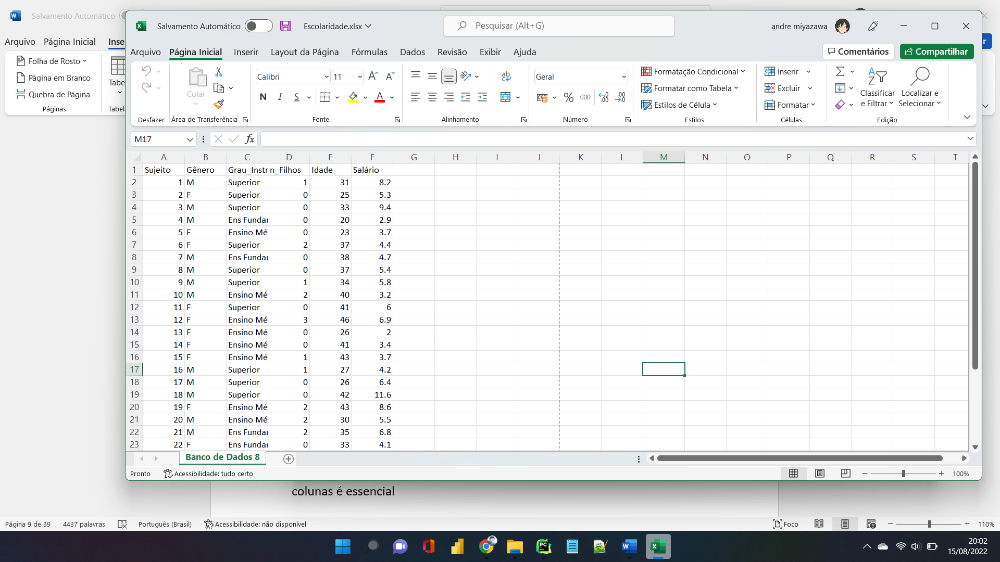 Salvamento Automático
Salvamento Automático
Escolaridade.xlsx
Pesquisar (Alt+G)
andre miyazawa
Arquivo Página Inicial Inse
Arquivo Página Inicial Inserir Layout da Página Fórmulas Dados Revisão Exibir Ajuda
Comentários Compartilhar
Folha de Rosto
Página em Branco
Quebra de Página
Páginas
Tabe
Tabel
Desfazer
Colar
Área de Transferência
Calibri 11
N I S
Fonte
Alinhamento
Geral
% 000
Número
Formatação Condicional
Formatar como Tabela
Estilos de Célula
Estilos
Inserir
Excluir
Formatar
Células
Classificar e Filtrar
Localizar e Selecionar
Edição
M17 fx
A B C D E F G H I J K L M N O P Q R S T
1 Sujeito Gênero Grau_Instr n_Filhos Idade Salário
2 1 M Superior 1 31 8.2
3 2 F Superior 0 25 5.3
4 3 M Superior 0 33 9.4
5 4 M Ens Fundar 0 20 2.9
6 5 F Ensino Mé 0 23 3.7
7 6 F Superior 2 37 4.4
8 7 M Ens Fundar 0 38 4.7
9 8 M Superior 0 37 5.4
10 9 M Superior 1 34 5.8
11 10 M Ensino Mé 2 40 3.2
12 11 F Superior 0 41 6
13 12 F Ensino Mé 3 46 6.9
14 13 F Ensino Mé 0 26 2
15 14 F Ensino Mé 0 41 3.4
16 15 F Ensino Mé 1 43 3.7
17 16 M Superior 1 27 4.2
18 17 M Superior 0 26 6.4
19 18 M Superior 0 42 11.6
20 19 F Ensino Mé 2 43 8.6
21 20 M Ensino Mé 2 30 5.5
22 21 M Ens Fundar 2 35 6.8
23 22 F Ens Fundar 0 33 4.1
Banco de Dados 8
Pronto Acessibilidade: tudo certo 100%
colunas é essencial
Página 9 de 39 4437 palavras Português (Brasil) Acessibilidade: não disponível Foco 110%
20:02
15/08/2022